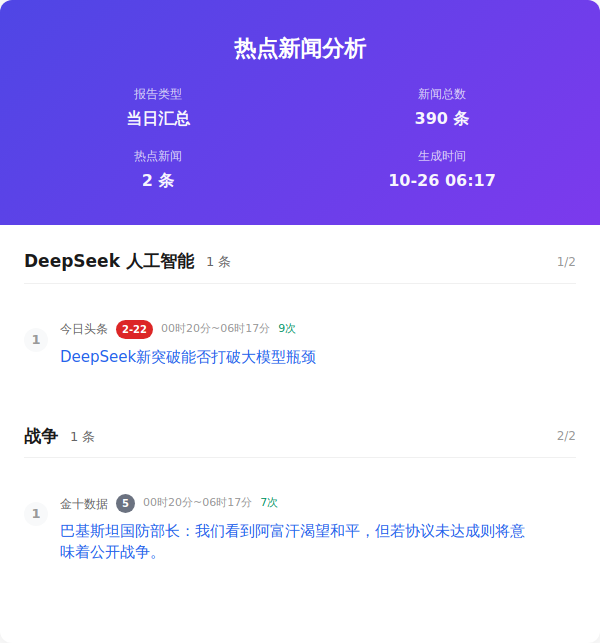 热点新闻分析
报告类型
新闻总数
当日汇总
390 条
热点新闻
生成时间
2 条
10-26 06:17
DeepSeek 人工智能 1 条 1/2
1
今日头条 2-22 00时20分~06时17分 9次
DeepSeek新突破能否打破大模型瓶颈
战争 1 条 2/2
1
金十数据 5 00时20分~06时17分 7次
巴基斯坦国防部长：我们看到阿富汗渴望和平，但若协议未达成则将意
味着公开战争。